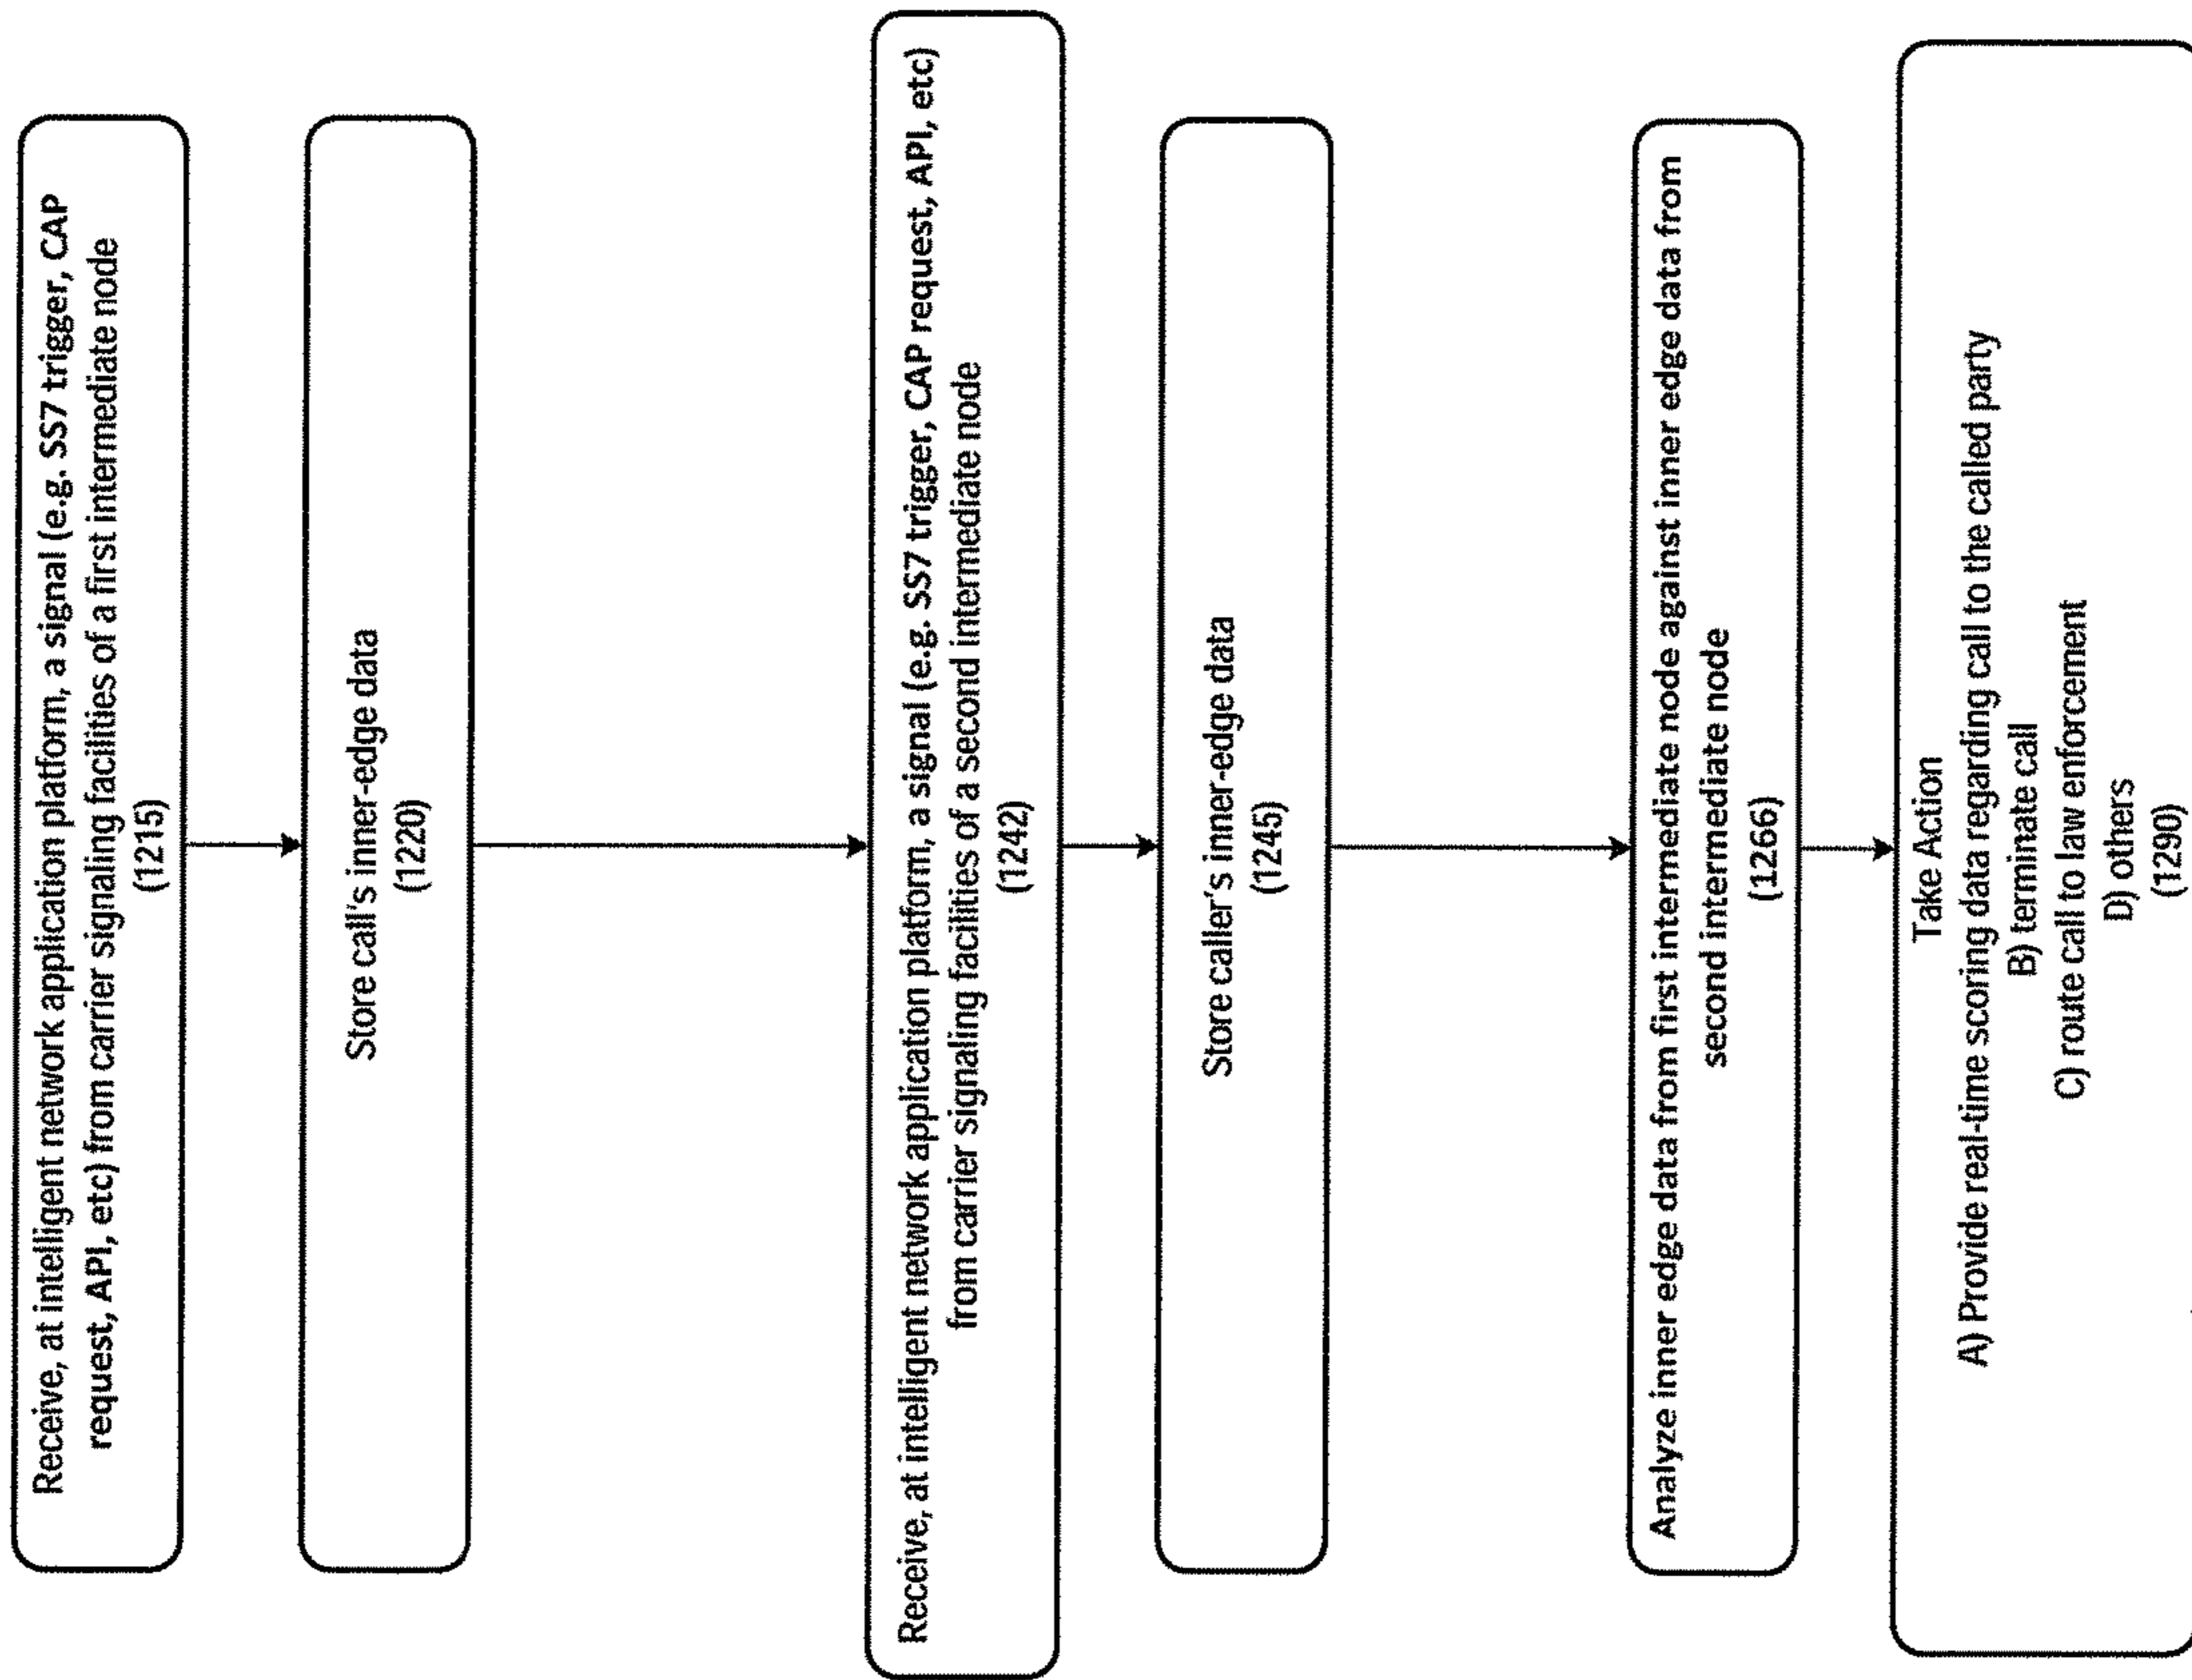 Receive, at intelligent network application platform, a signal (e.g. SS7 trigger, CAP
request, API, etc) from carrier signaling facilities of a first intermediate node
(1215)
Store call's inner-edge data
(1220)
Receive, at intelligent network application platform, a signal (e.g. SS7 trigger, CAP request, API, etc)
from carrier signaling facilities of a second intermediate node
(1242)
Store caller's inner-edge data
(1245)
Analyze inner edge data from first intermediate node against inner edge data from
second intermediate node
(1266)
Take Action
A) Provide real-time scoring data regarding call to the called party
B) terminate call
C) route call to law enforcement
D) others
(1290)